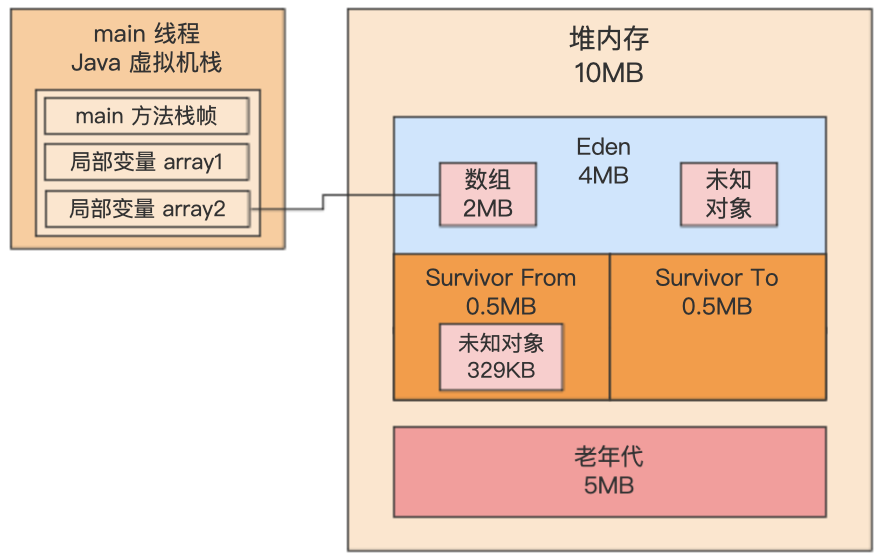 main 线程
Java 虚拟机栈
main 方法栈帧
局部变量 array1
局部变量 array2
堆内存
10MB
Eden
4MB
数组
2MB
未知
对象
Survivor From
0.5MB
未知对象
329KB
Survivor To
0.5MB
老年代
5MB